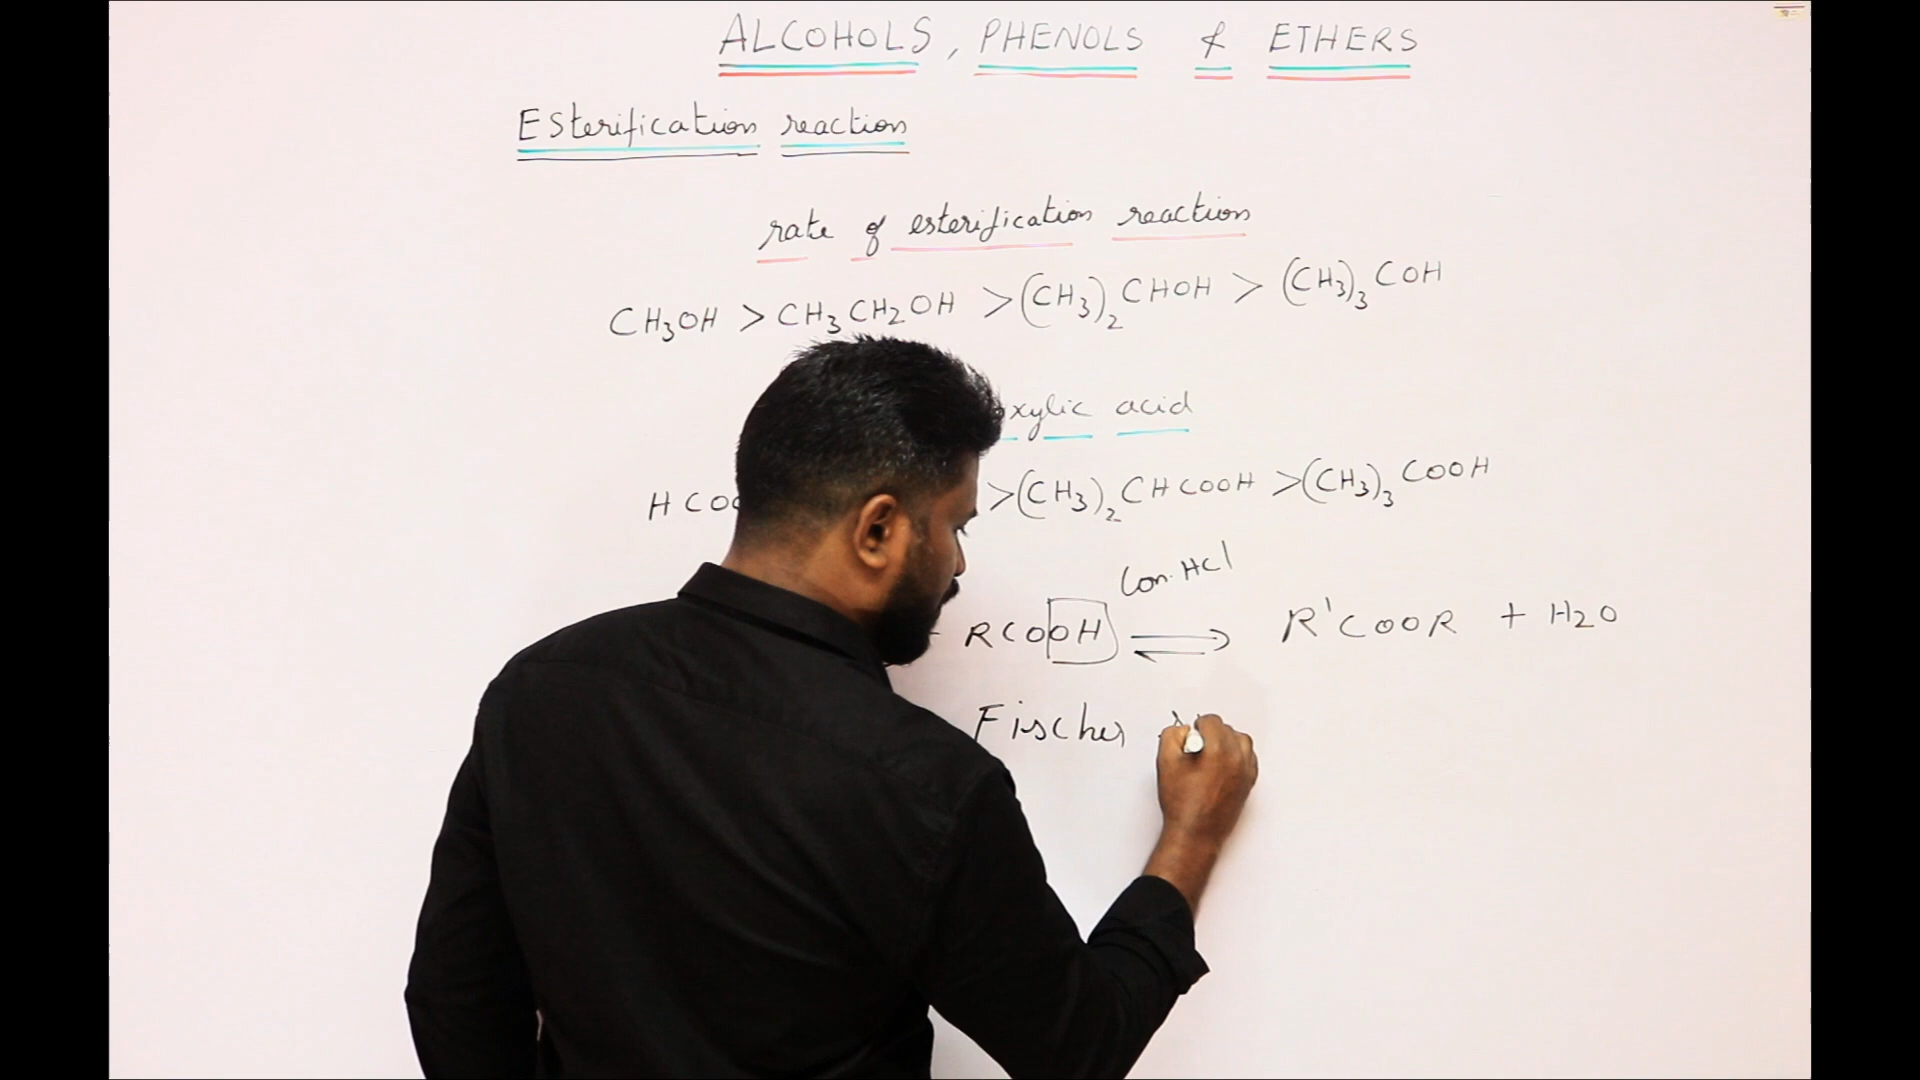 ALCOHOLS, PHENOLS & ETHERS
Esterification reaction
rate of esterification reaction
CH₃OH > CH₃CH₂OH > (CH₃)₂CHOH > (CH₃)₃COH
oxylic acid
HCOO > (CH₃)₂CHCOOH > (CH₃)₃COOH
Con. HCl
RCOOH ⇌ R'COOR + H₂O
Fischer